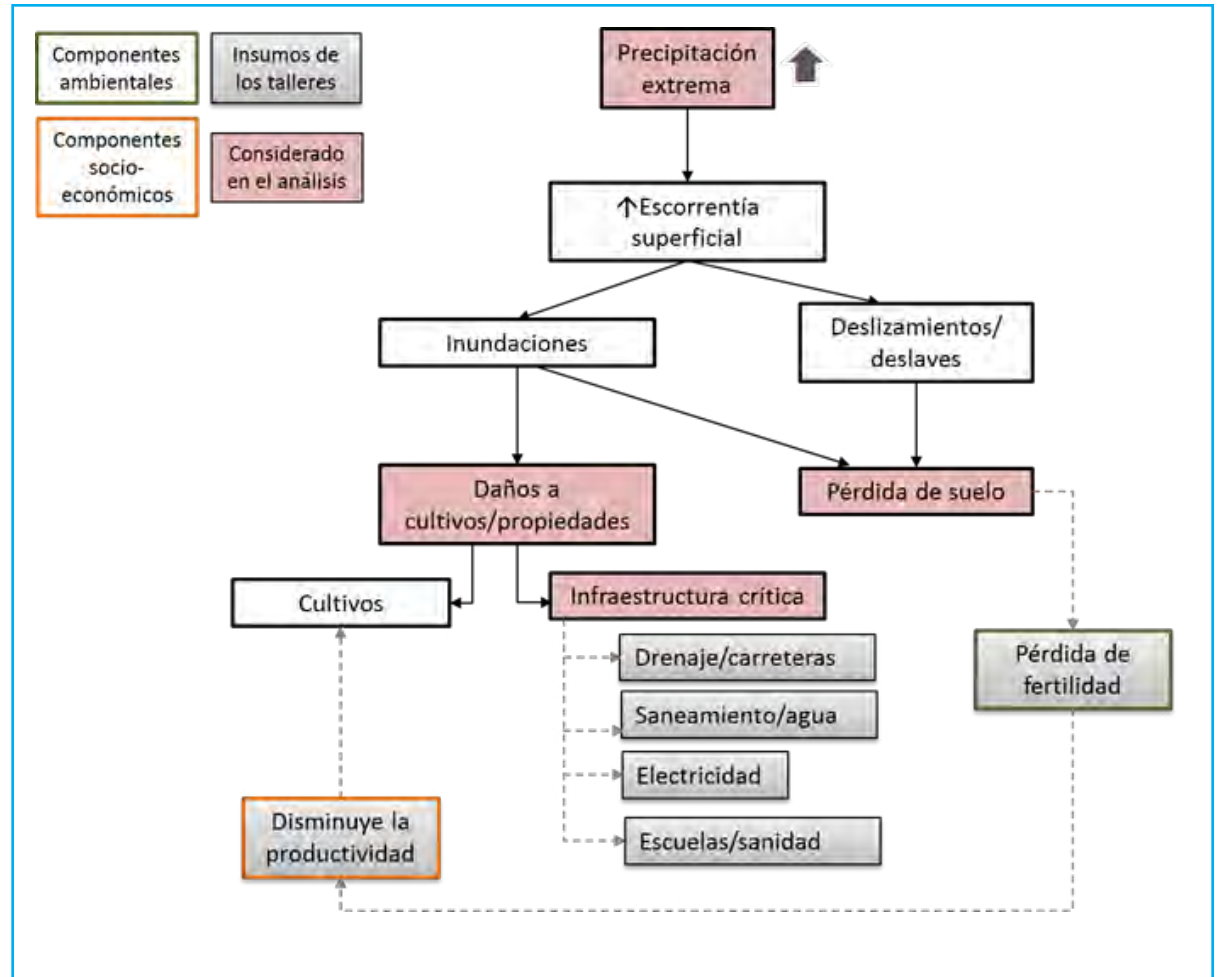 Componentes
ambientales
Insumos de
los talleres
Componentes
socio-
económicos
Considerado
en el análisis
Precipitación
extrema
↑Escorrentía
superficial
Inundaciones
Deslizamientos/
deslaves
Daños a
cultivos/propiedades
Pérdida de suelo
Cultivos
Infraestructura crítica
Drenaje/carreteras
Saneamiento/agua
Electricidad
Escuelas/sanidad
Pérdida de
fertilidad
Disminuye la
productividad